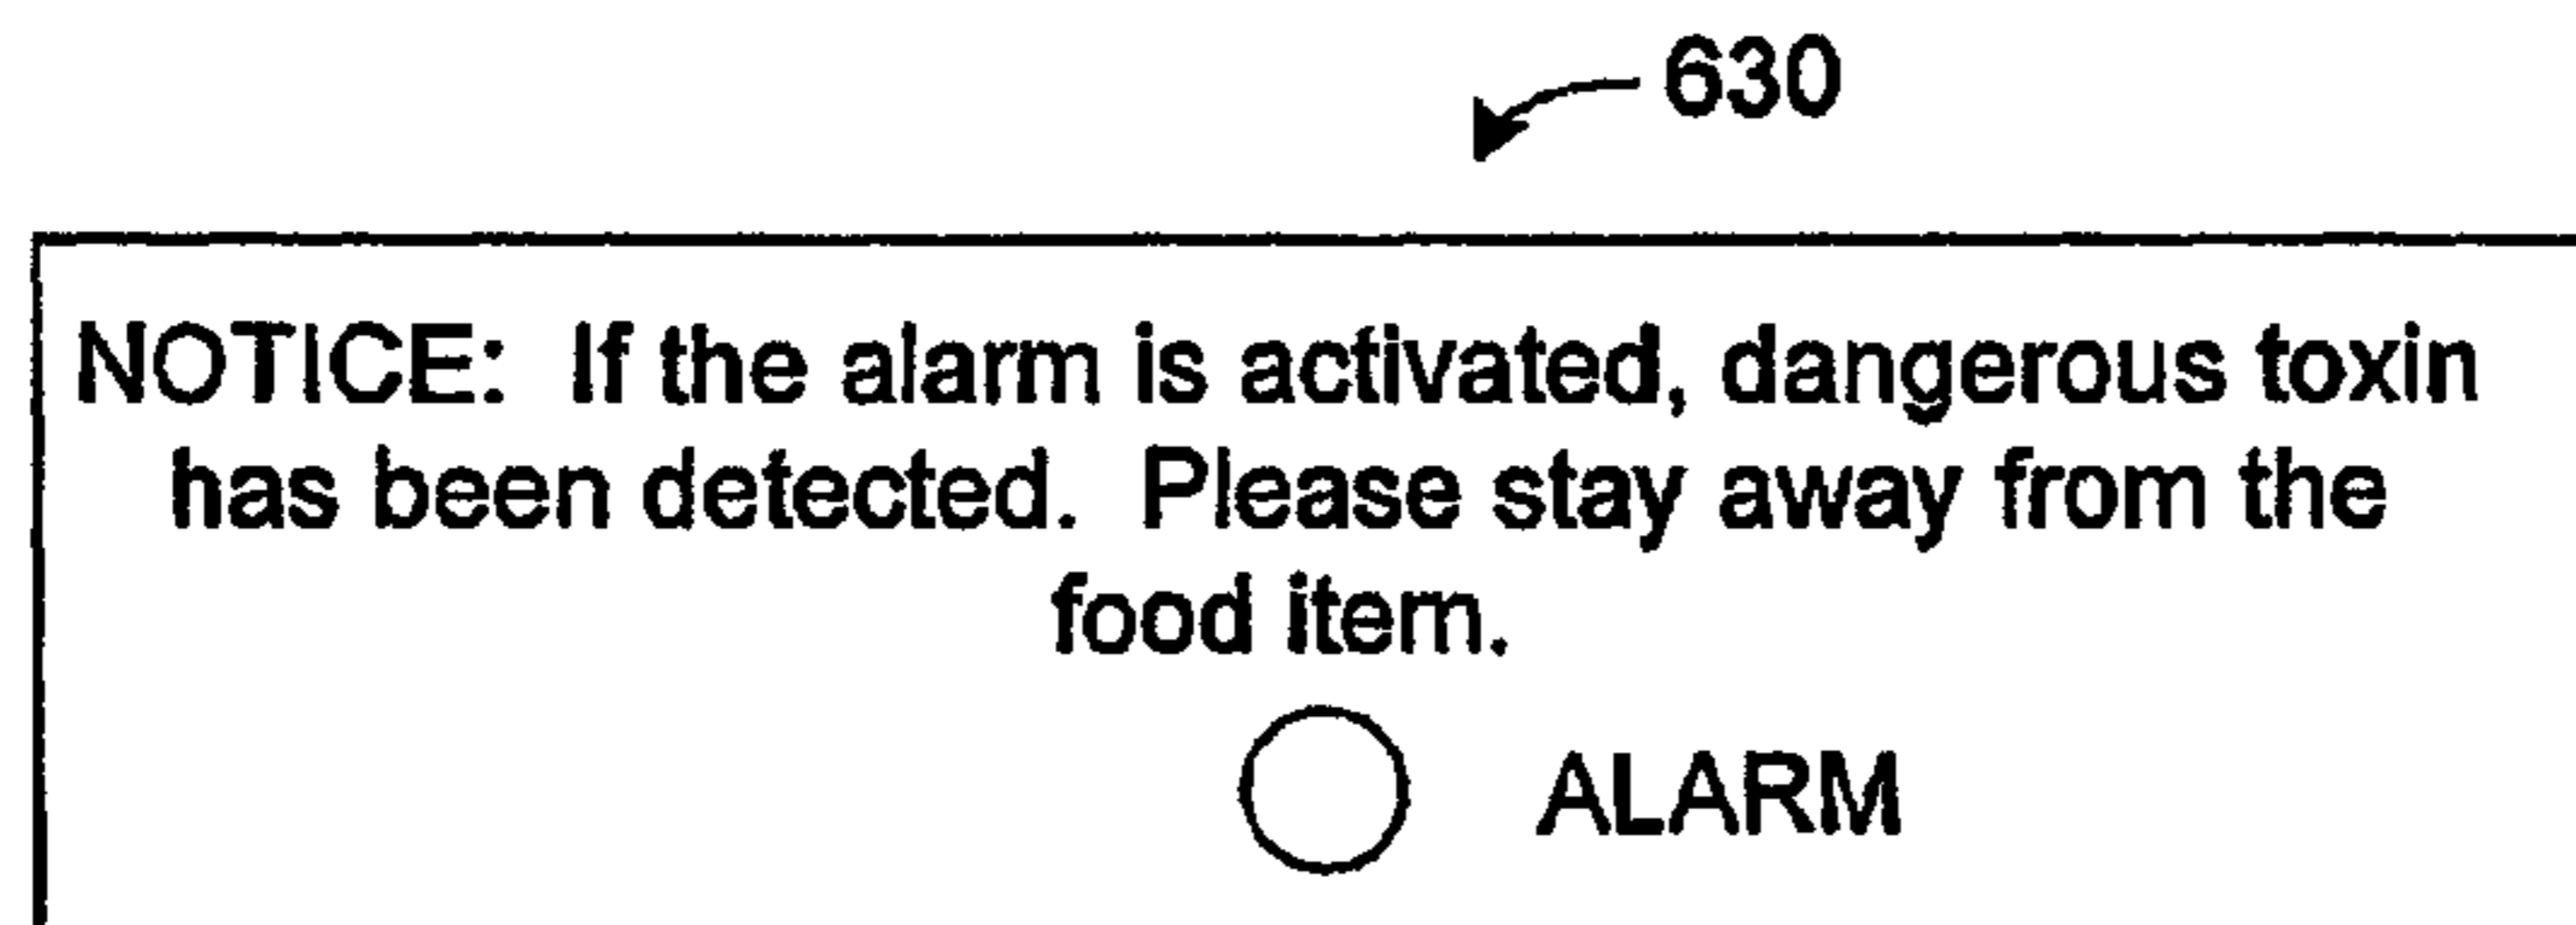 630
NOTICE: If the alarm is activated, dangerous toxin
has been detected. Please stay away from the
food item.
ALARM